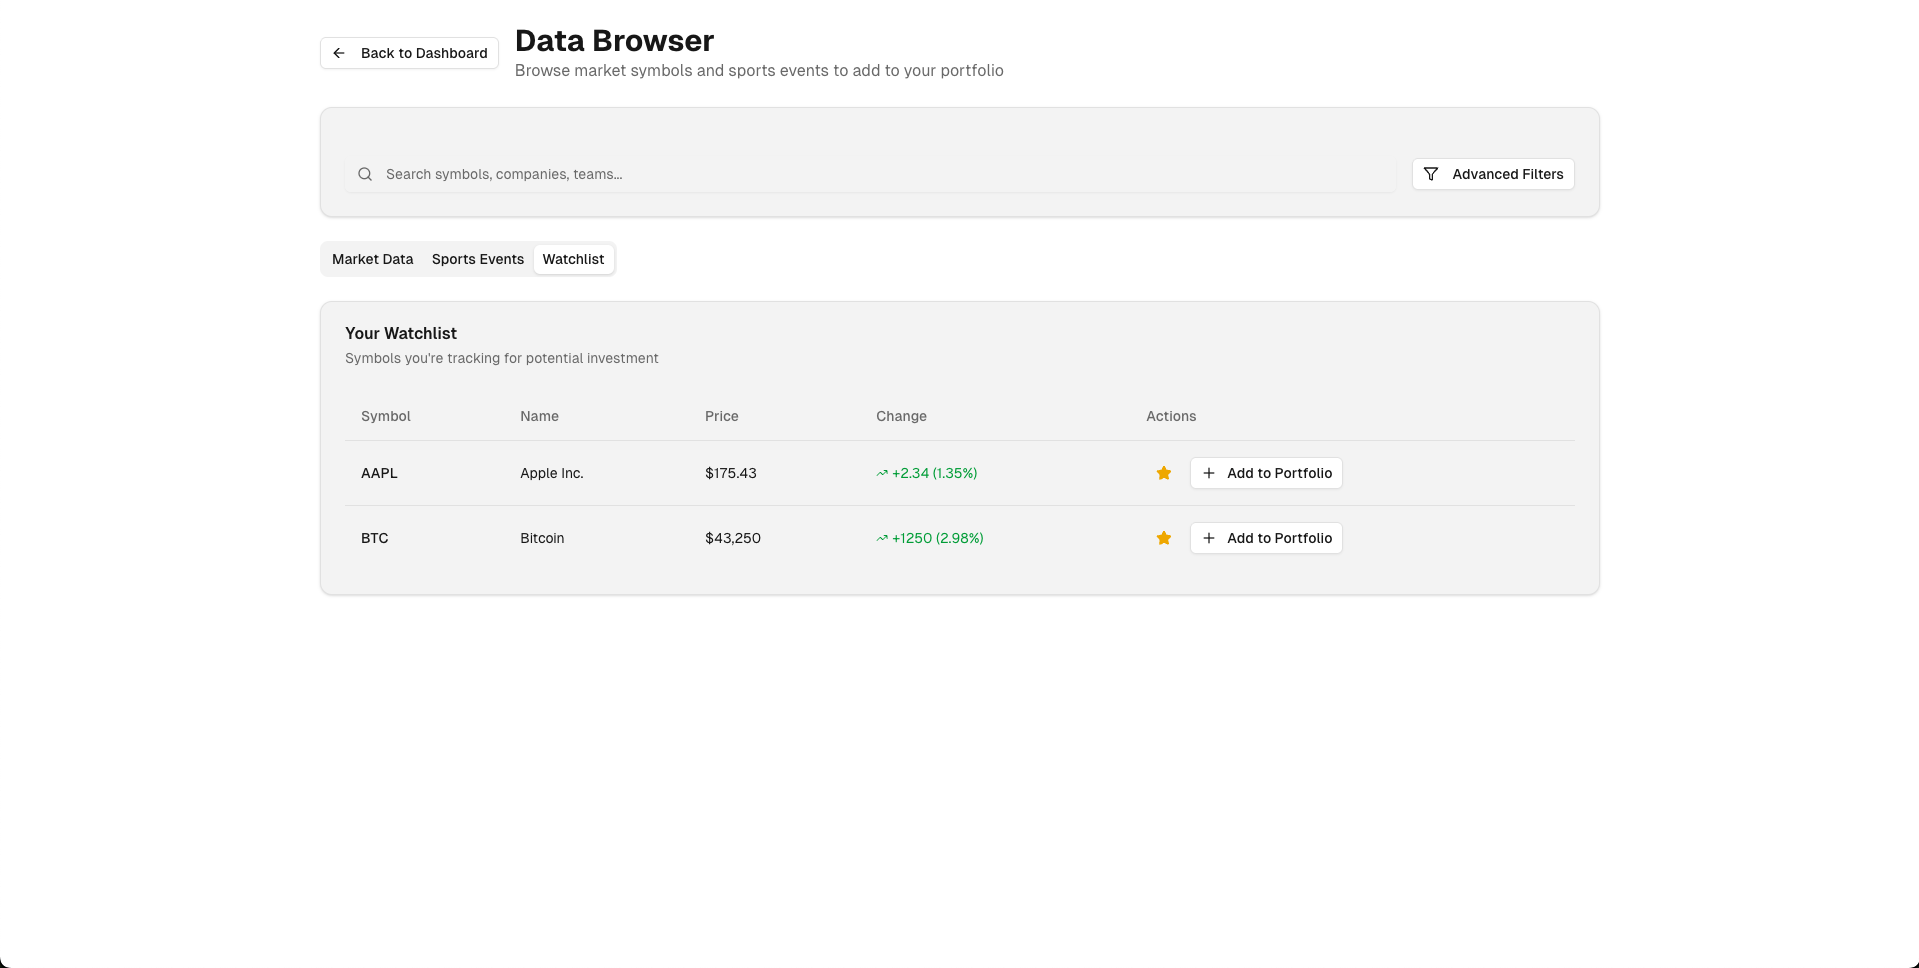 Back to Dashboard
Data Browser
Browse market symbols and sports events to add to your portfolio
Search symbols, companies, teams...
Advanced Filters
Market Data Sports Events Watchlist
Your Watchlist
Symbols you're tracking for potential investment
Symbol Name Price Change Actions
AAPL Apple Inc. $175.43 +2.34 (1.35%) Add to Portfolio
BTC Bitcoin $43,250 +1250 (2.98%) Add to Portfolio